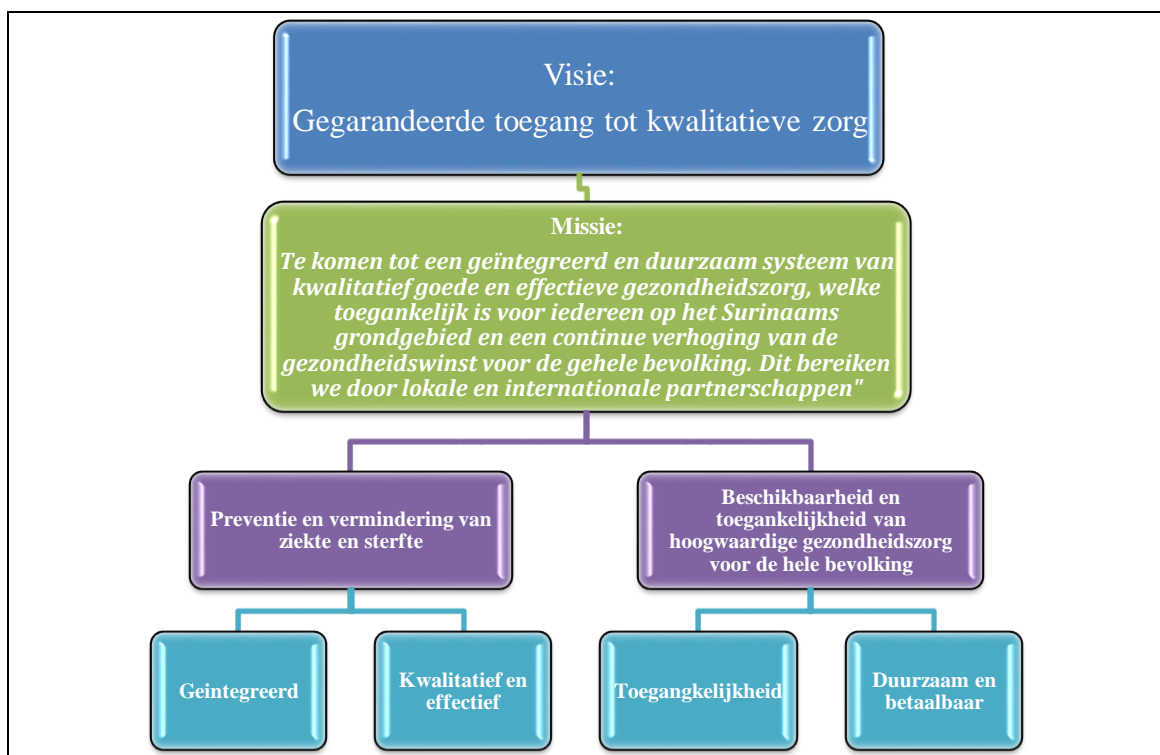 Visie:
Gegarandeerde toegang tot kwalitatieve zorg
Missie:
Te komen tot een geïntegreerd en duurzaam systeem van
kwalitatief goede en effectieve gezondheidszorg, welke
toegankelijk is voor iedereen op het Surinaams
grondgebied en een continue verhoging van de
gezondheidswinst voor de gehele bevolking. Dit bereiken
we door lokale en internationale partnerschappen"
Preventie en vermindering van
ziekte en sterfte
Beschikbaarheid en
toegankelijkheid van
hoogwaardige gezondheidszorg
voor de hele bevolking
Geintegreerd
Kwalitatief en
effectief
Toegangkelijkheid
Duurzaam en
betaalbaar